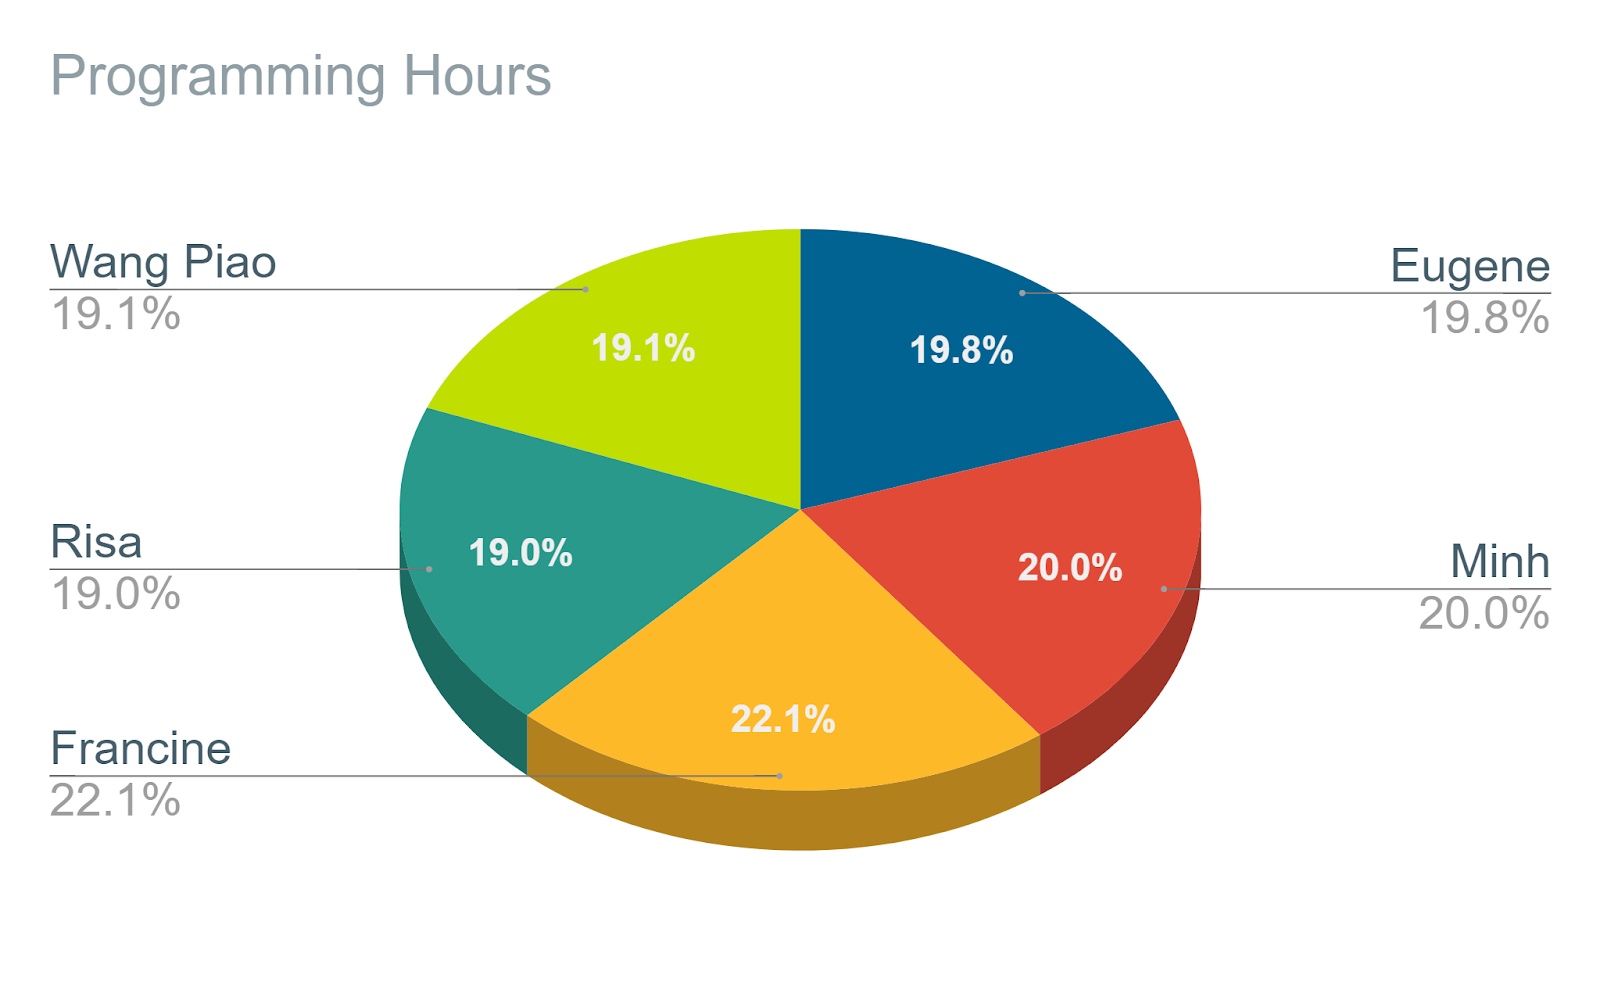 Programming Hours
Wang Piao
19.1%
Eugene
19.8%
19.1%
19.8%
Risa
19.0%
19.0%
20.0%
Minh
20.0%
Francine
22.1%
22.1%